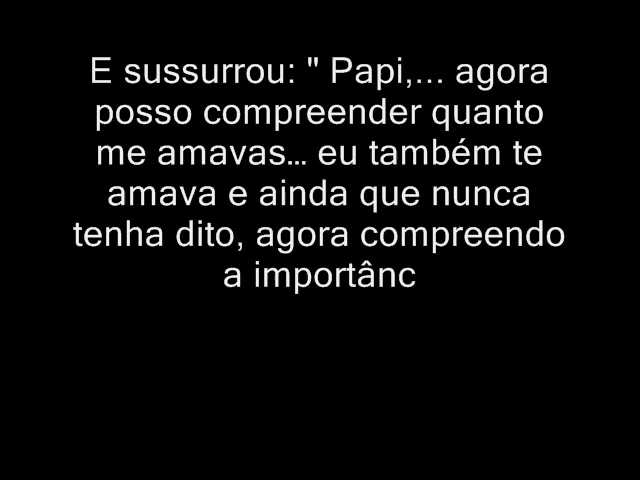 E sussurrou: " Papi,... agora
posso compreender quanto
me amavas... eu também te
amava e ainda que nunca
tenha dito, agora compreendo
a importânc